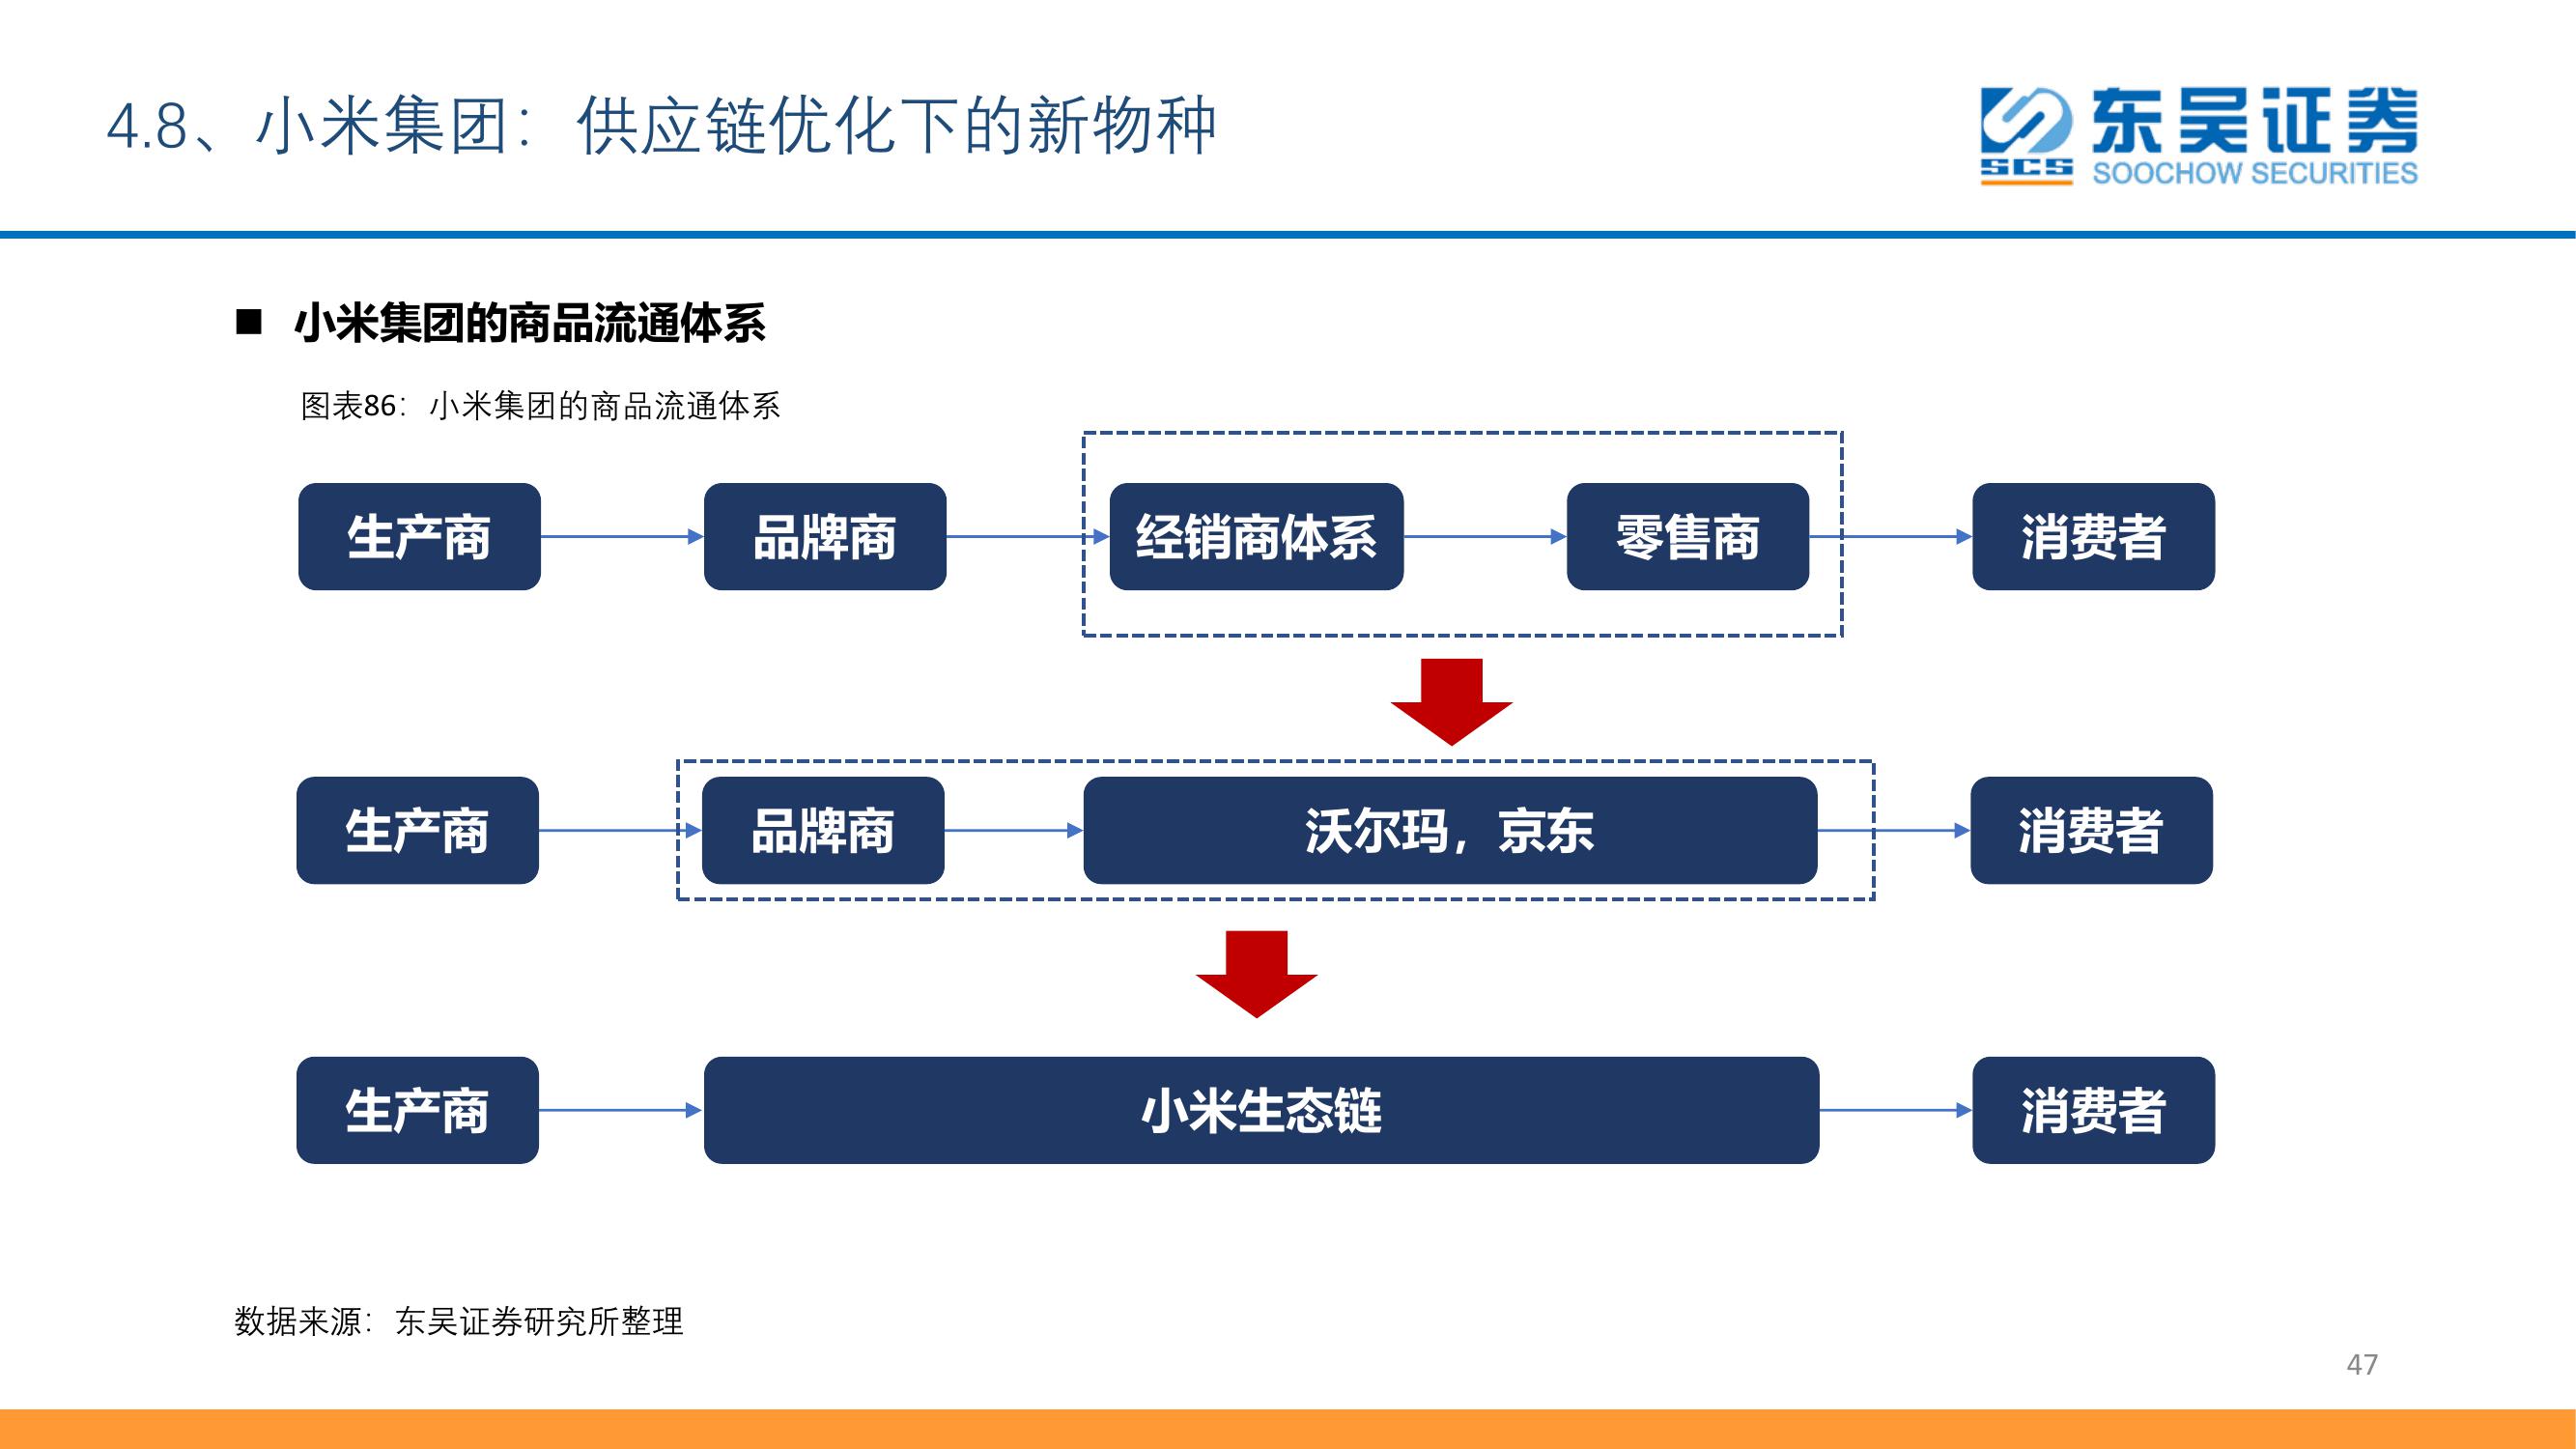 4.8、小米集团：供应链优化下的新物种
SCS
东吴证券
SOOCHOW SECURITIES
■ 小米集团的商品流通体系
图表86：小米集团的商品流通体系
生产商 品牌商 经销商体系 零售商 消费者
生产商 品牌商 沃尔玛，京东 消费者
生产商 小米生态链 消费者
数据来源：东吴证券研究所整理
47